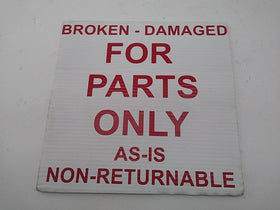 BROKEN - DAMAGED
FOR
PARTS
ONLY
AS-IS
NON-RETURNABLE